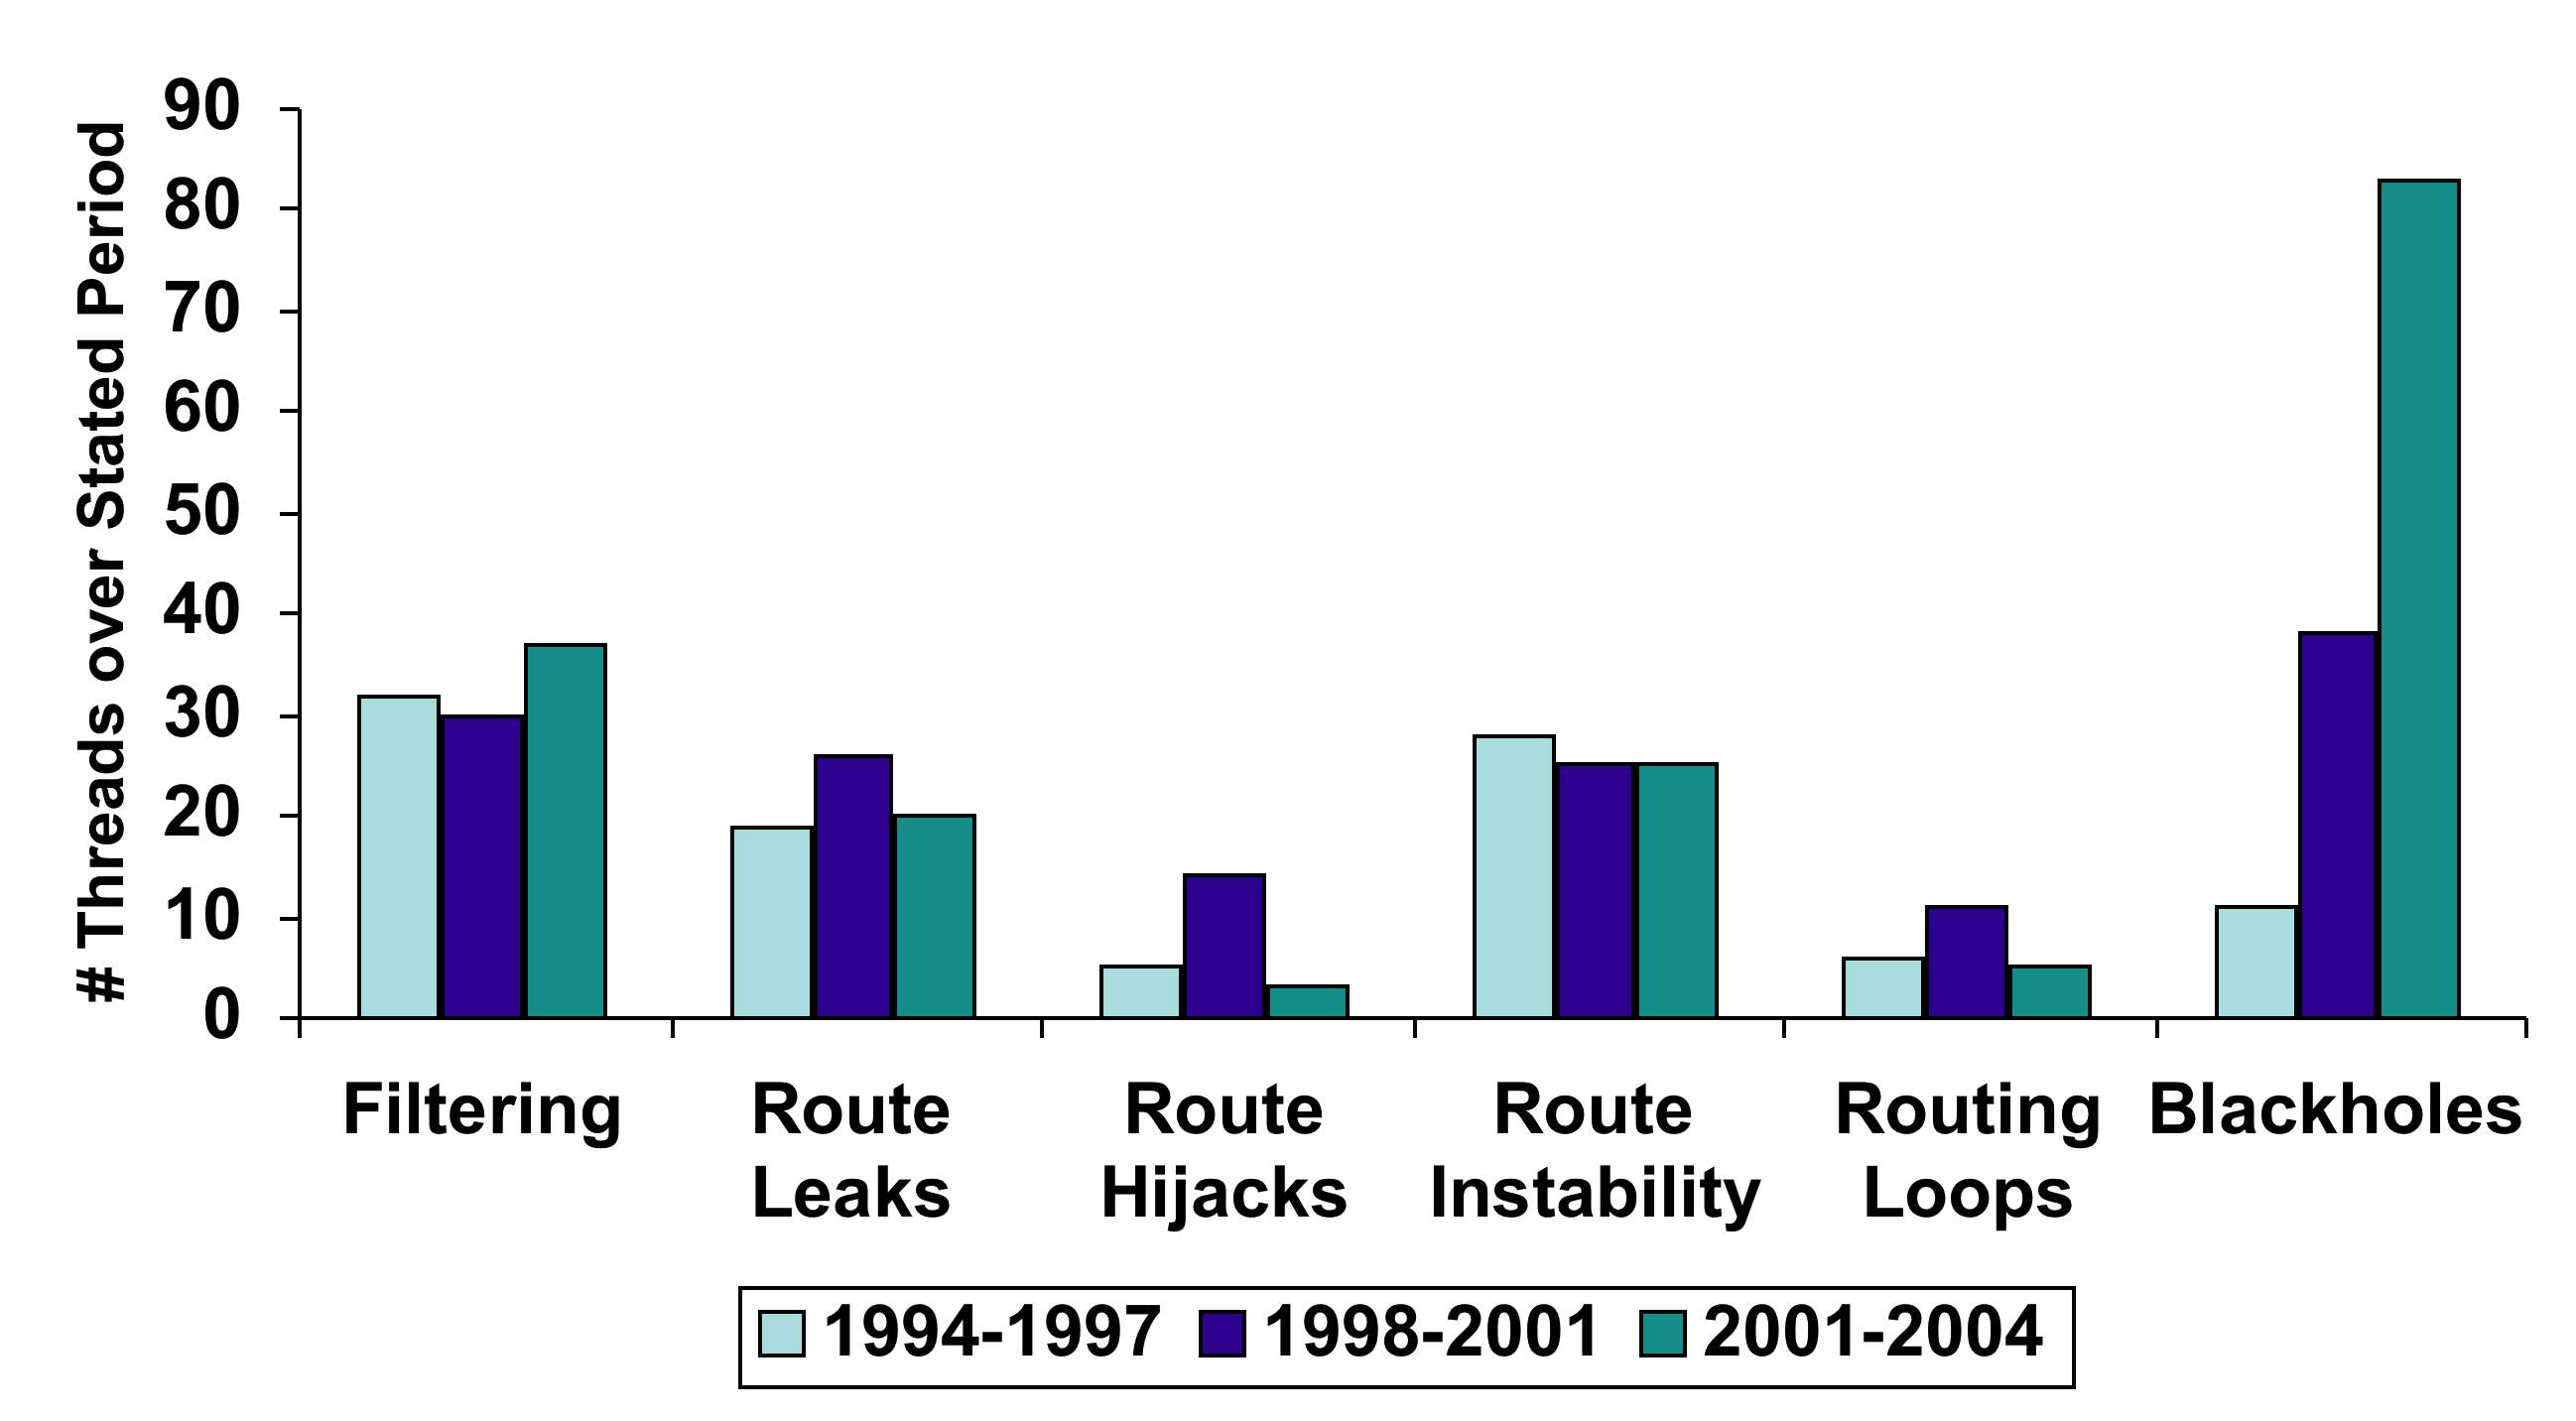 # Threads over Stated Period
90
80
70
60
50
40
30
20
10
0
Filtering
Route
Leaks
Route
Hijacks
Route
Instability
Routing
Loops
Blackholes
1994-1997 1998-2001 2001-2004